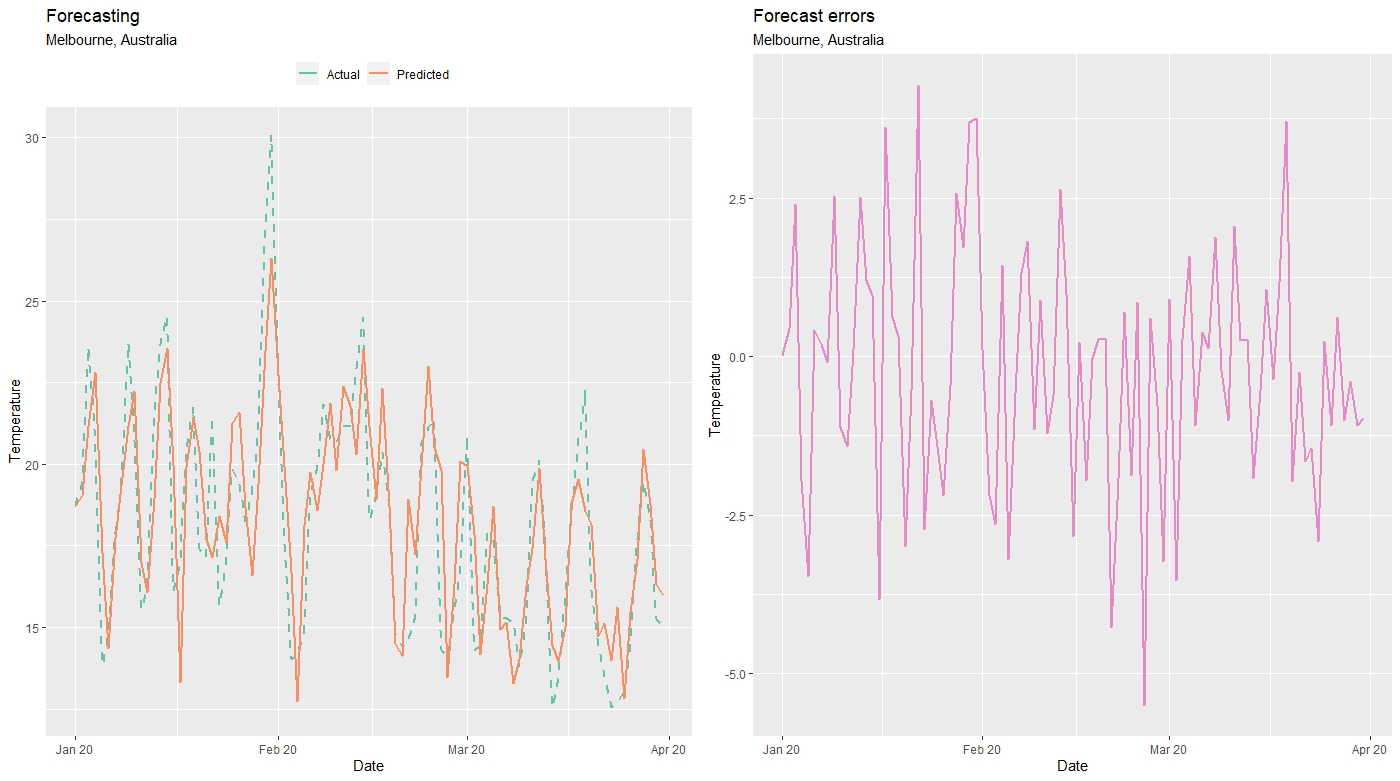 Forecasting
Melbourne, Australia
Actual Predicted
30
25
20
15
Temperature
Jan 20 Feb 20 Mar 20 Apr 20
Date
Forecast errors
Melbourne, Australia
2.5
0.0
-2.5
-5.0
Temperature
Jan 20 Feb 20 Mar 20 Apr 20
Date